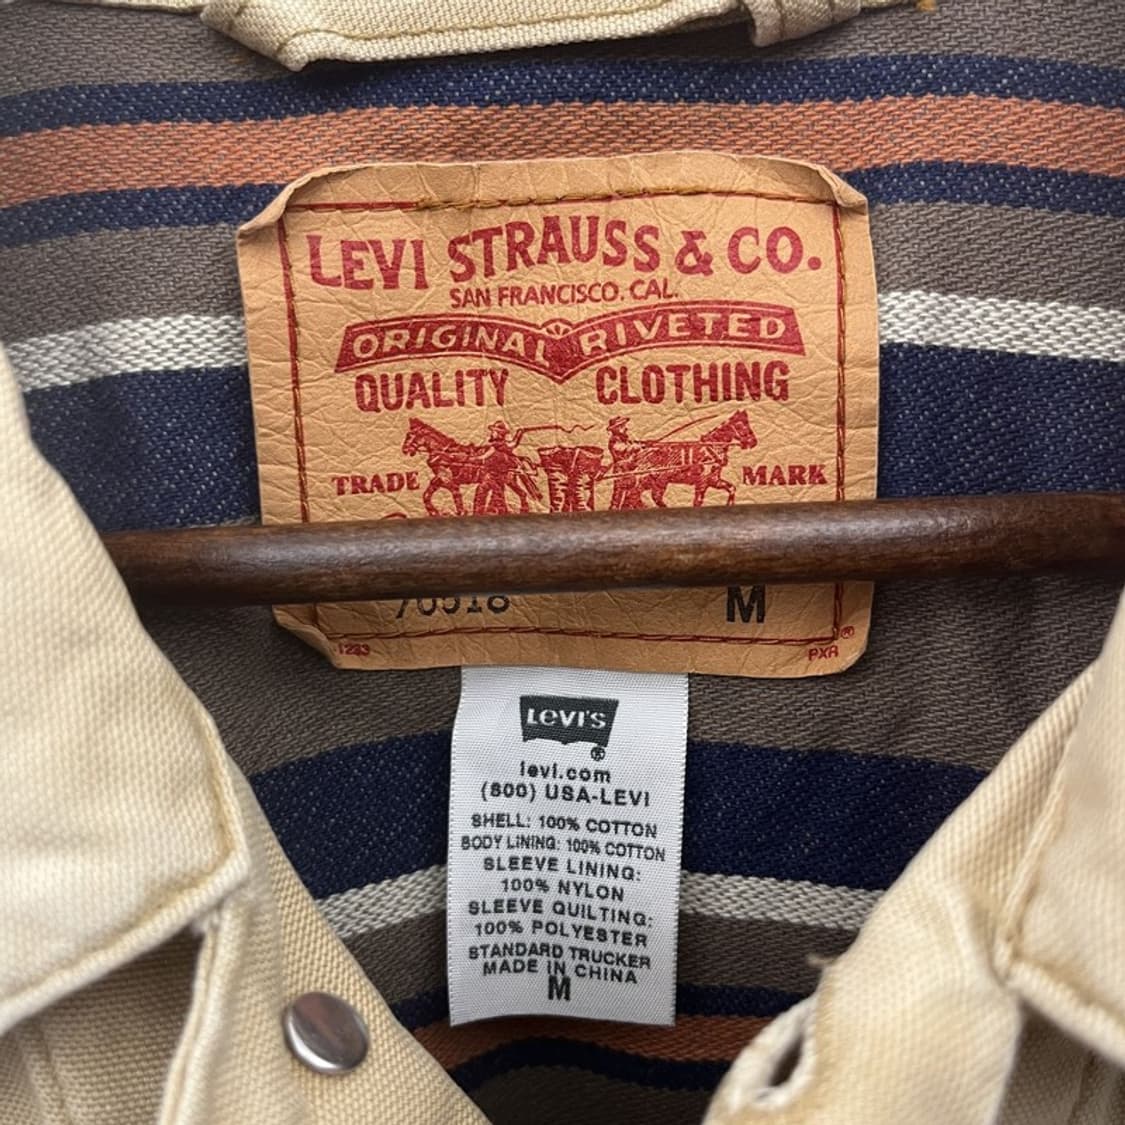 LEVI STRAUSS & CO.
SAN FRANCISCO. CAL.
ORIGINAL RIVETED
QUALITY CLOTHING
TRADE MARK
70518 M
1233 PXR ®
LEVI'S ®
levi.com
(800) USA-LEVI
SHELL: 100% COTTON
BODY LINING: 100% COTTON
SLEEVE LINING:
100% NYLON
SLEEVE QUILTING:
100% POLYESTER
STANDARD TRUCKER
MADE IN CHINA
M